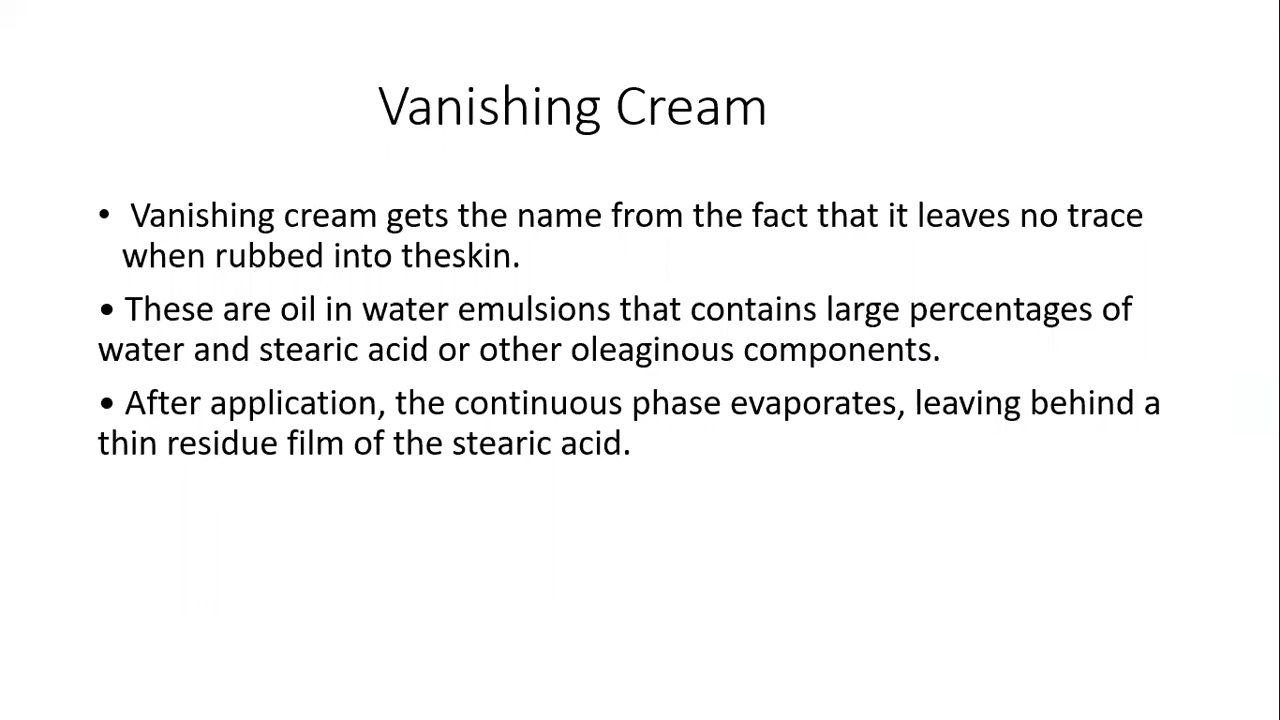 Vanishing Cream
• Vanishing cream gets the name from the fact that it leaves no trace
when rubbed into theskin.
• These are oil in water emulsions that contains large percentages of
water and stearic acid or other oleaginous components.
• After application, the continuous phase evaporates, leaving behind a
thin residue film of the stearic acid.